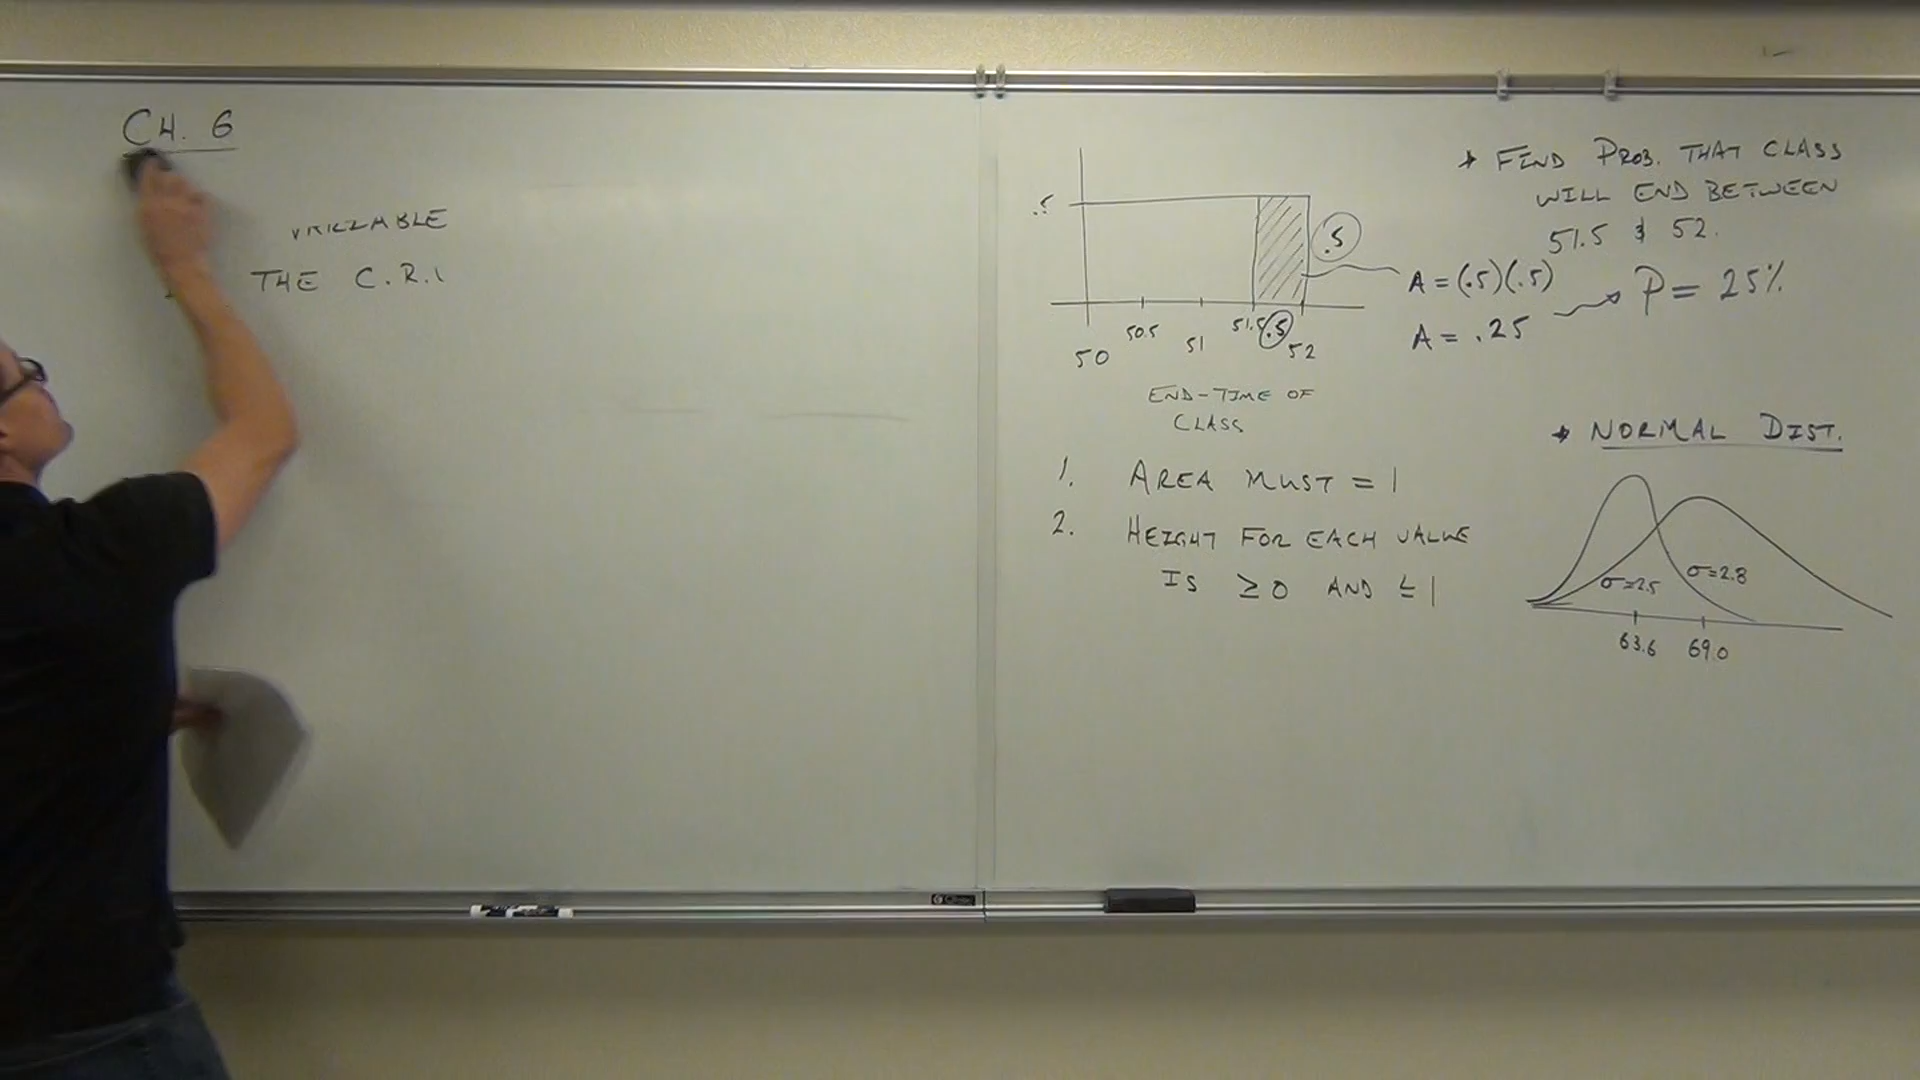 CH. 6
VARIABLE
THE C.R.V
.5
.5
50
50.5
51
51.5
.5
52
END-TIME OF
CLASS
FIND PROB. THAT CLASS
WILL END BETWEEN
51.5 & 52.
A = (.5)(.5)
A = .25
P = 25%
1. AREA MUST = 1
2. HEIGHT FOR EACH VALUE
IS ≥ 0 AND ≤ 1
NORMAL DIST.
σ=2.5
σ=2.8
63.6
69.0